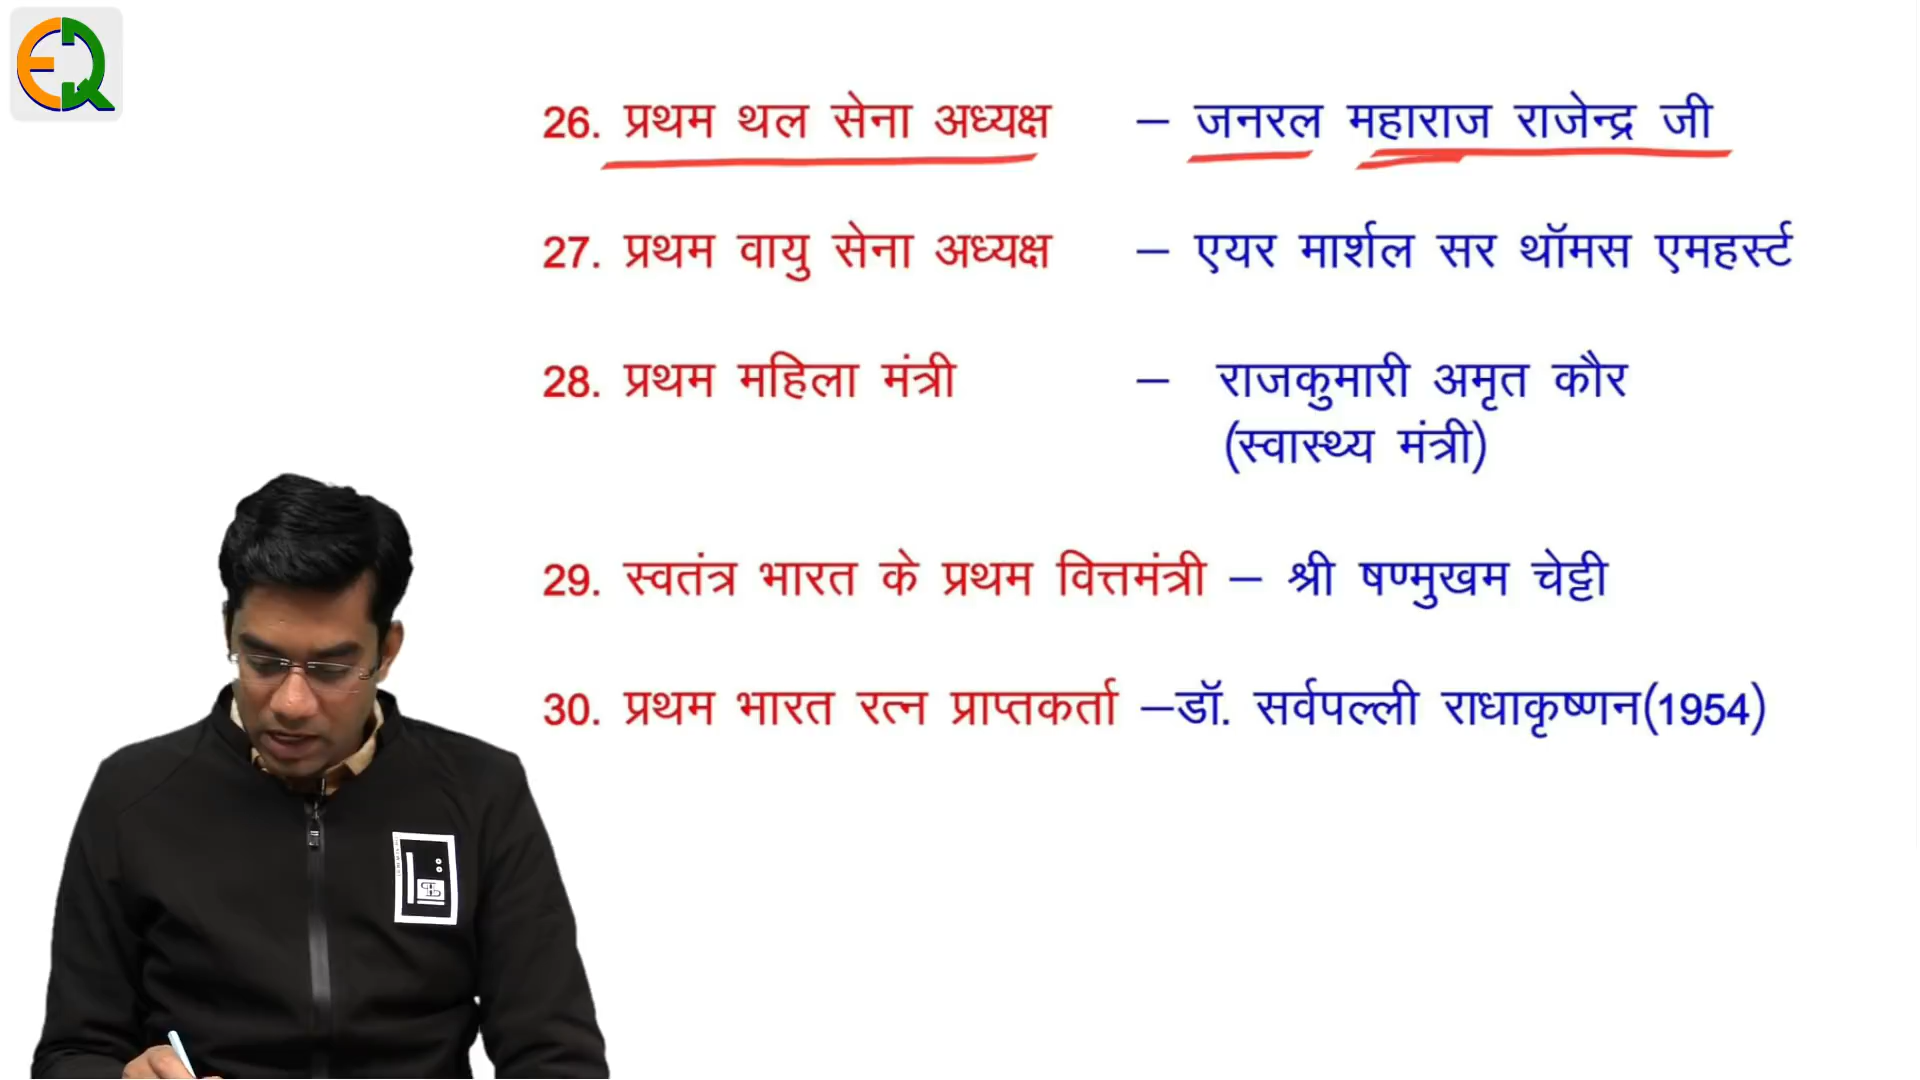 EQ
26. प्रथम थल सेना अध्यक्ष – जनरल महाराज राजेन्द्र जी
27. प्रथम वायु सेना अध्यक्ष – एयर मार्शल सर थॉमस एमहर्स्ट
28. प्रथम महिला मंत्री – राजकुमारी अमृत कौर
(स्वास्थ्य मंत्री)
29. स्वतंत्र भारत के प्रथम वित्तमंत्री – श्री षण्मुखम चेट्टी
30. प्रथम भारत रत्न प्राप्तकर्ता –डॉ. सर्वपल्ली राधाकृष्णन(1954)